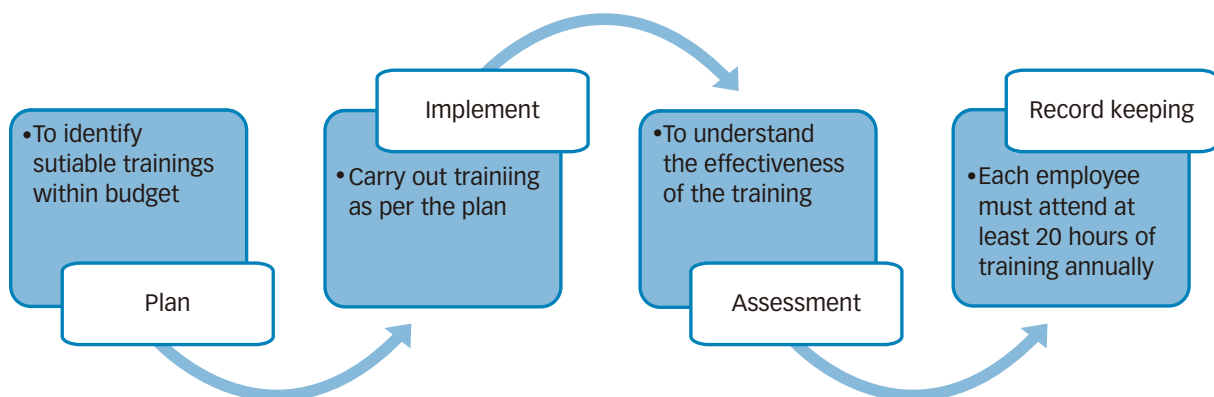 •To identify
sutiable trainings
within budget
Plan
Implement
•Carry out trainiing
as per the plan
•To understand
the effectiveness
of the training
Assessment
Record keeping
•Each employee
must attend at
least 20 hours of
training annually